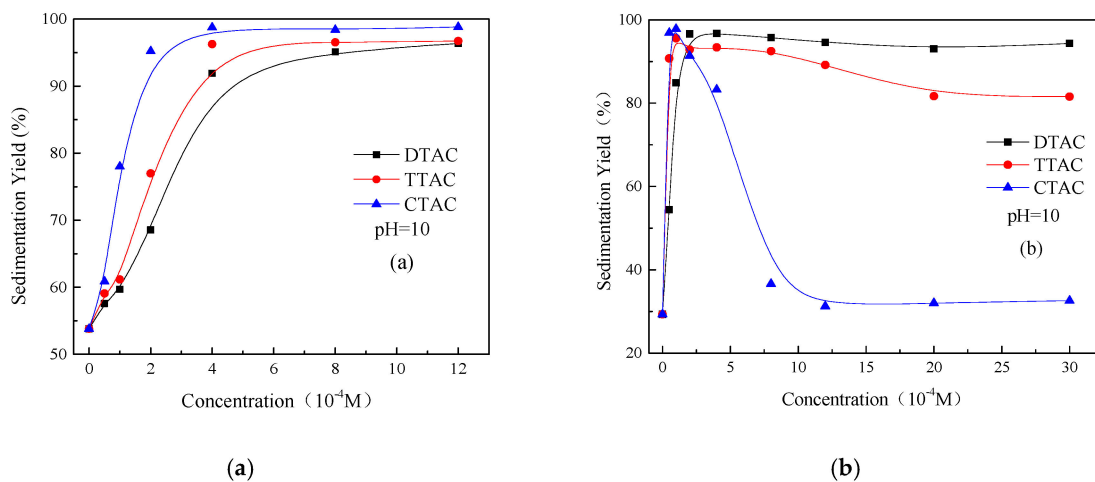 100
90
80
70
60
50
Sedimentation Yield (%)
DTAC
TTAC
CTAC
pH=10
(a)
0 2 4 6 8 10 12
Concentration（10⁻⁴M）
(a)
100
80
60
40
20
Sedimentation Yield（%）
DTAC
TTAC
CTAC
pH=10
(b)
0 5 10 15 20 25 30
Concentration（10⁻⁴M）
(b)